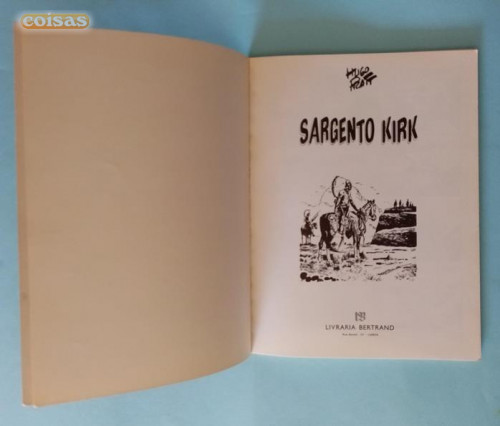 coisas
HUGO
PRATT
SARGENTO KIRK
LIVRARIA BERTRAND